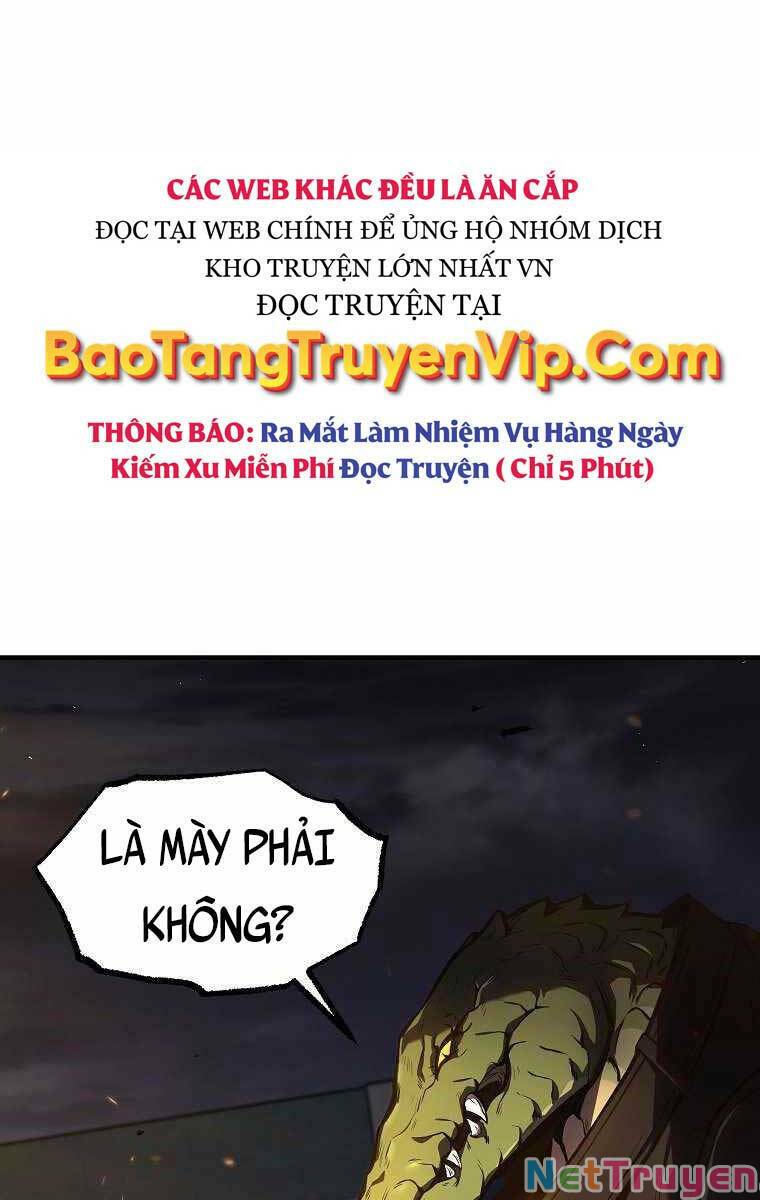 CÁC WEB KHÁC ĐỀU LÀ ĂN CẮP
ĐỌC TẠI WEB CHÍNH ĐỂ ỦNG HỘ NHÓM DỊCH
KHO TRUYỆN LỚN NHẤT VN
ĐỌC TRUYỆN TẠI
BaoTangTruyenVip.Com
THÔNG BÁO: Ra Mắt Làm Nhiệm Vụ Hàng Ngày
Kiếm Xu Miễn Phí Đọc Truyện ( Chỉ 5 Phút)
LÀ MÀY PHẢI
KHÔNG?
NetTruyen